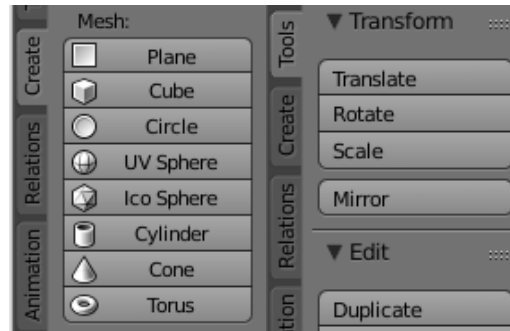 Create
Relations
Animation
Mesh:
Plane
Cube
Circle
UV Sphere
Ico Sphere
Cylinder
Cone
Torus
Tools
Create
Relations
Transform
Translate
Rotate
Scale
Mirror
Edit
Duplicate